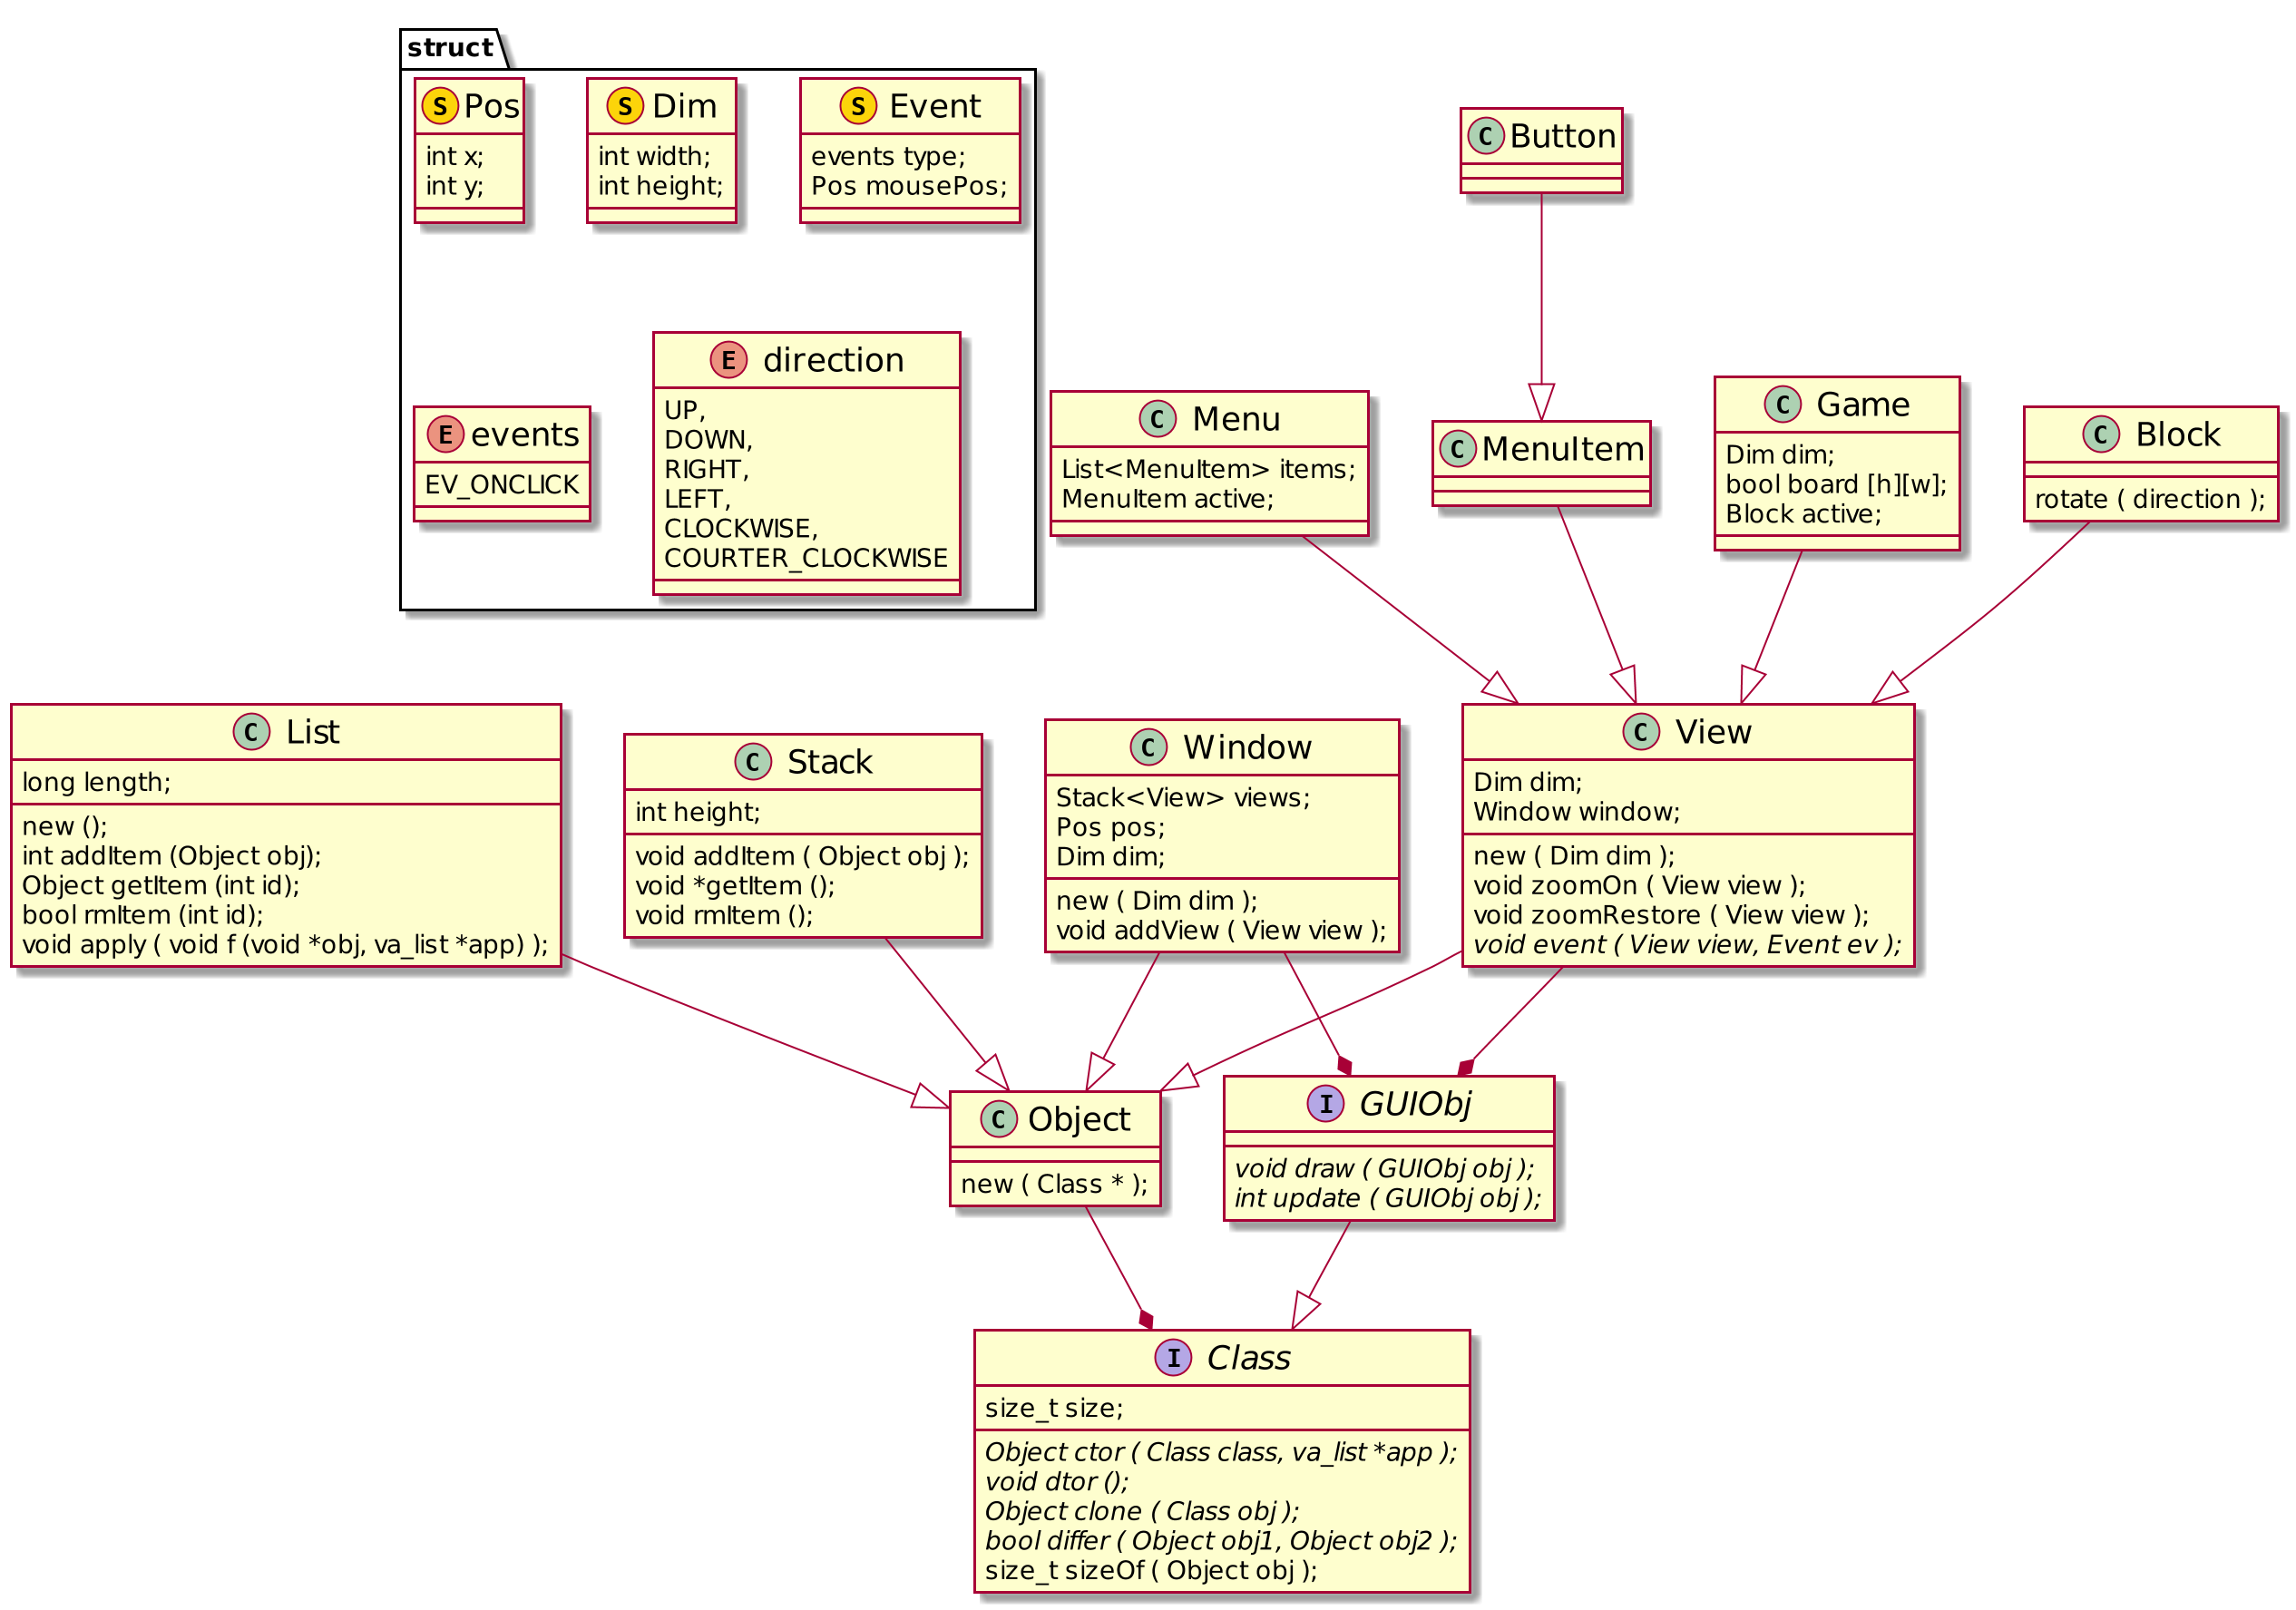 struct
S Pos
int x;
int y;
S Dim
int width;
int height;
S Event
events type;
Pos mousePos;
C Button
E events
EV_ONCLICK
E direction
UP,
DOWN,
RIGHT,
LEFT,
CLOCKWISE,
COURTER_CLOCKWISE
C Menu
List<MenuItem> items;
MenuItem active;
C MenuItem
C Game
Dim dim;
bool board [h][w];
Block active;
C Block
rotate ( direction );
C List
long length;
new ();
int addItem (Object obj);
Object getItem (int id);
bool rmItem (int id);
void apply ( void f (void *obj, va_list *app) );
C Stack
int height;
void addItem ( Object obj );
void *getItem ();
void rmItem ();
C Window
Stack<View> views;
Pos pos;
Dim dim;
new ( Dim dim );
void addView ( View view );
C View
Dim dim;
Window window;
new ( Dim dim );
void zoomOn ( View view );
void zoomRestore ( View view );
void event ( View view, Event ev );
C Object
new ( Class * );
I GUIObj
void draw ( GUIObj obj );
int update ( GUIObj obj );
I Class
size_t size;
Object ctor ( Class class, va_list *app );
void dtor ();
Object clone ( Class obj );
bool differ ( Object obj1, Object obj2 );
size_t sizeOf ( Object obj );